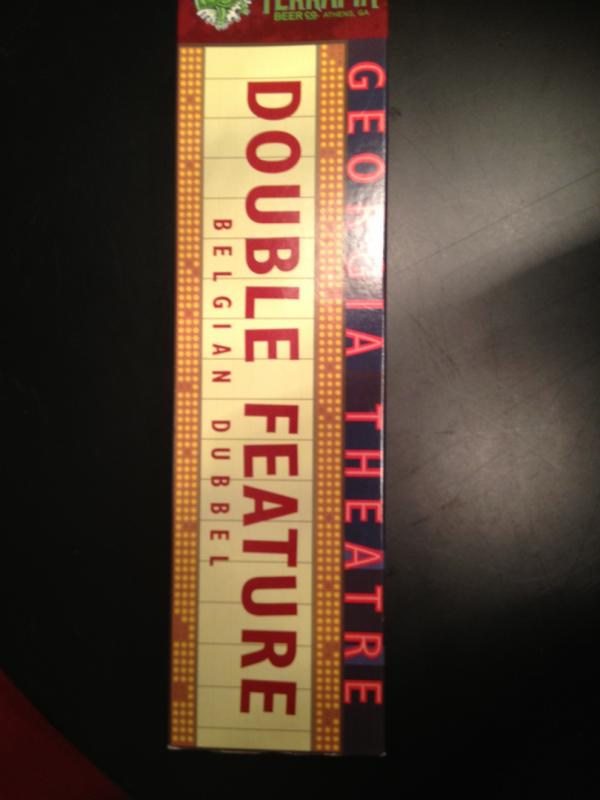 TERRAPIN
BEER CO. ATHENS, GA
GEORGIA THEATRE
DOUBLE FEATURE
BELGIAN DUBBEL